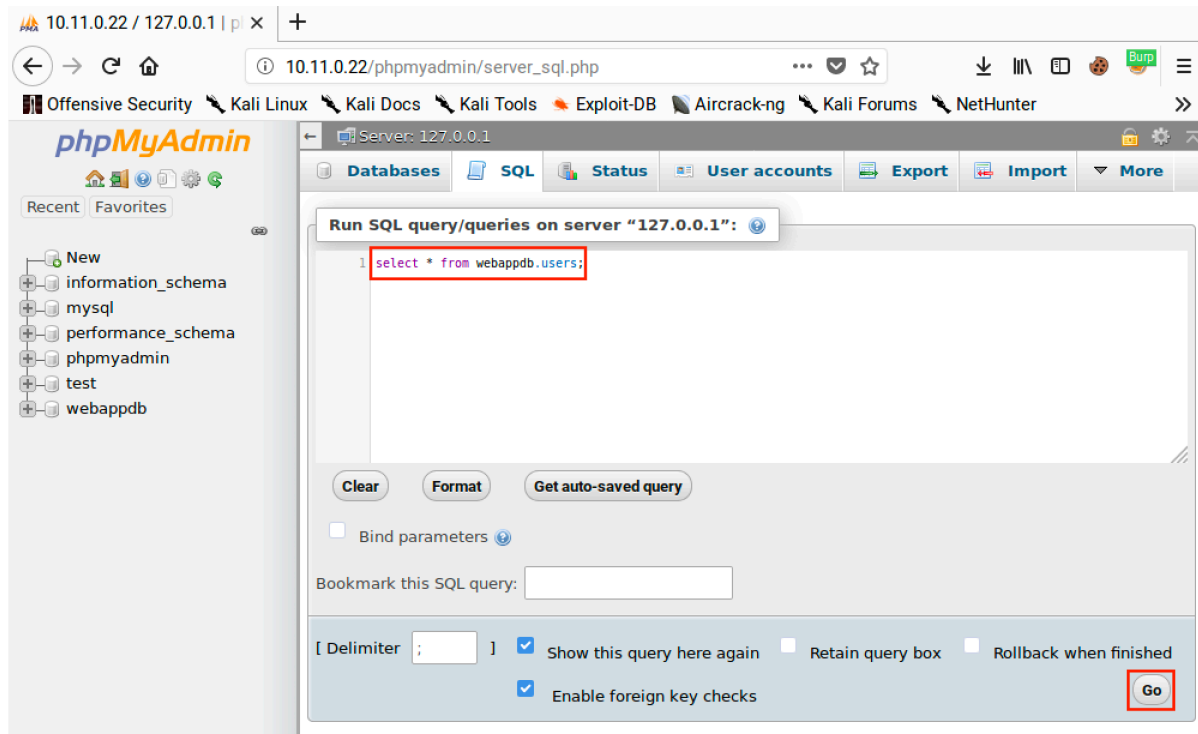 10.11.0.22 / 127.0.0.1 | p
10.11.0.22/phpmyadmin/server_sql.php
Burp
Offensive Security Kali Linux Kali Docs Kali Tools Exploit-DB Aircrack-ng Kali Forums NetHunter
phpMyAdmin
Recent Favorites
New
information_schema
mysql
performance_schema
phpmyadmin
test
webappdb
Server: 127.0.0.1
Databases SQL Status User accounts Export Import More
Run SQL query/queries on server “127.0.0.1”:
1 select * from webappdb.users;
Clear Format Get auto-saved query
Bind parameters
Bookmark this SQL query:
[ Delimiter ; ] Show this query here again Retain query box Rollback when finished
Enable foreign key checks
Go